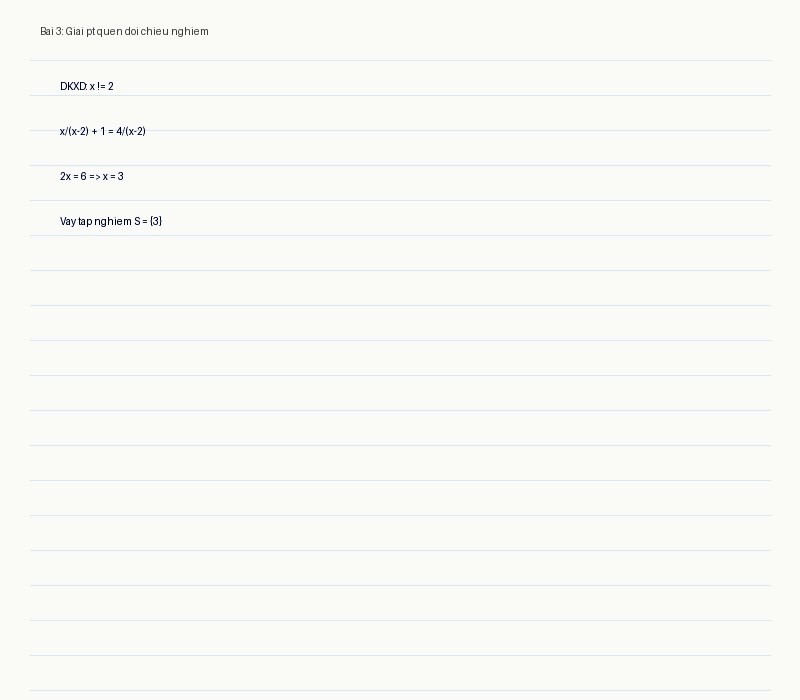 Bai 3: Giai pt quen doi chieu nghiem
DKXD: x != 2
x/(x-2) + 1 = 4/(x-2)
2x = 6 => x = 3
Vay tap nghiem S = {3}